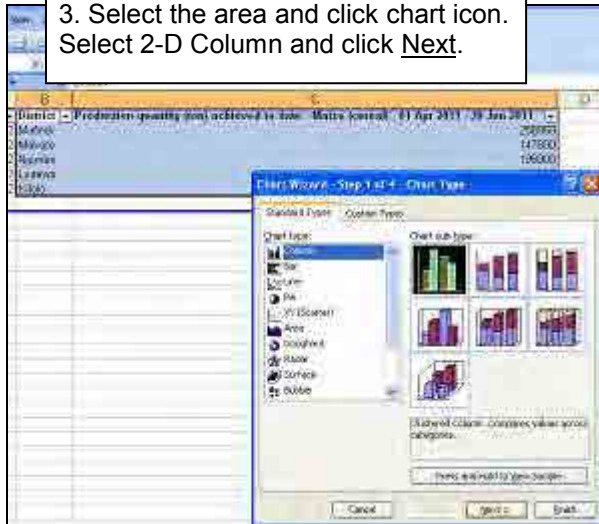 3. Select the area and click chart icon.
Select 2-D Column and click Next.
B C D
District Production quantity (ton) achieved to date Maize (cereal) 01 Apr 2011 30 Jun 2011
147800
Chart Wizard - Step 1 of 4 - Chart Type
Standard Types Custom Types
Chart type:
Chart sub-type:
Column
Bar
Line
Pie
XY (Scatter)
Area
Doughnut
Radar
Surface
Bubble
Clustered Column. Compares values across
categories.
Press and Hold to View Sample
Cancel
Next >
Finish